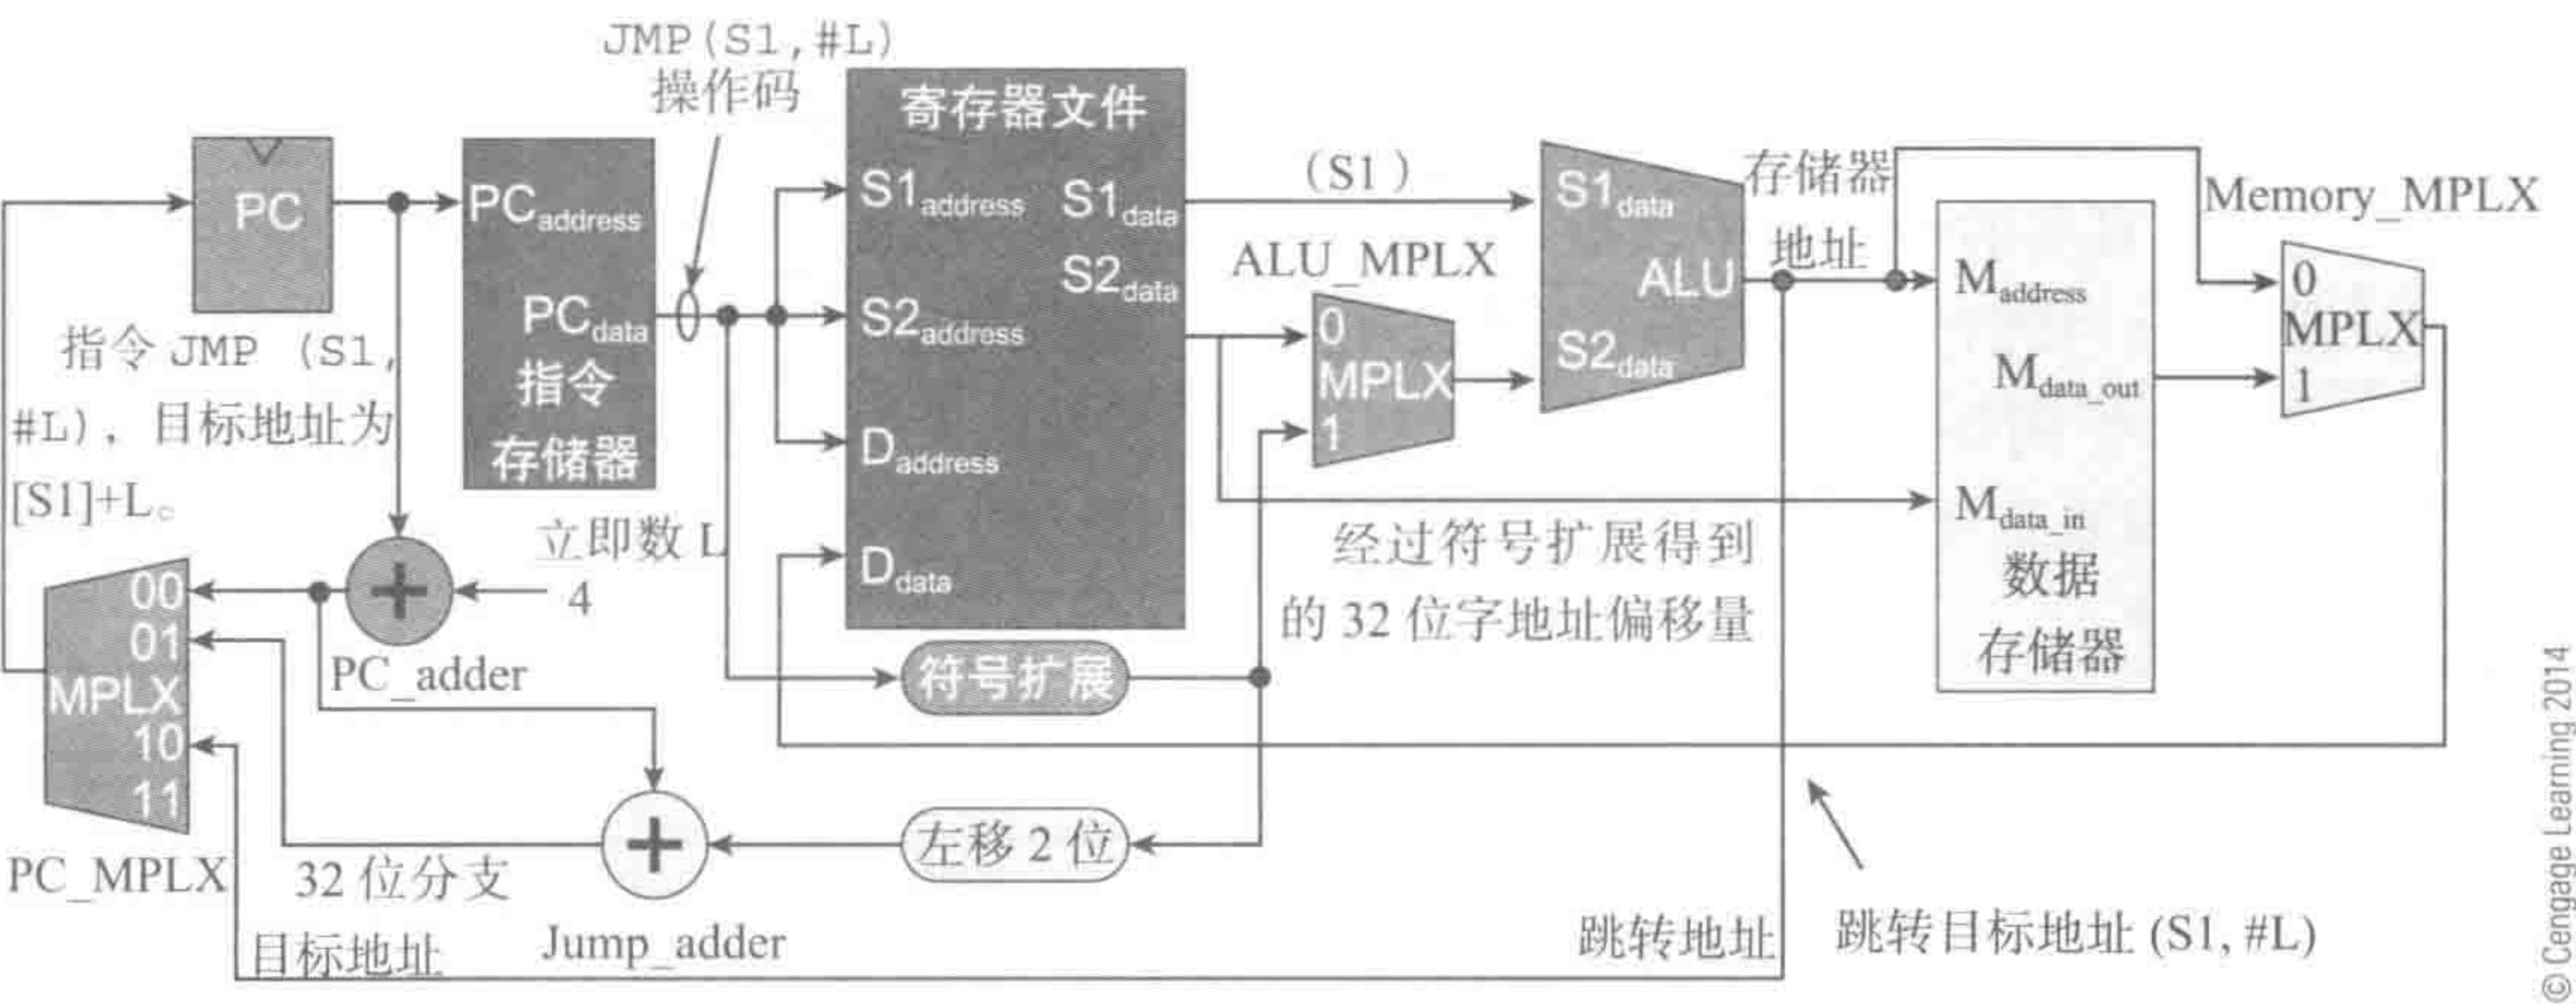 JMP(S1,#L)
操作码
寄存器文件
PC
PCaddress
PCdata
指令
存储器
S1address
S2address
Daddress
Ddata
S1data
S2data
(S1)
ALU_MPLX
0
MPLX
1
S1data
ALU
S2data
存储器
地址
Memory_MPLX
0
MPLX
1
Maddress
Mdata_out
Mdata_in
数据
存储器
指令 JMP (S1,
#L),目标地址为
[S1]+L。
立即数 L
4
00
01
MPLX
10
11
PC_adder
符号扩展
经过符号扩展得到
的 32 位字地址偏移量
PC_MPLX
32 位分支
目标地址
Jump_adder
左移 2 位
跳转地址
跳转目标地址 (S1, #L)
© Cengage Learning 2014